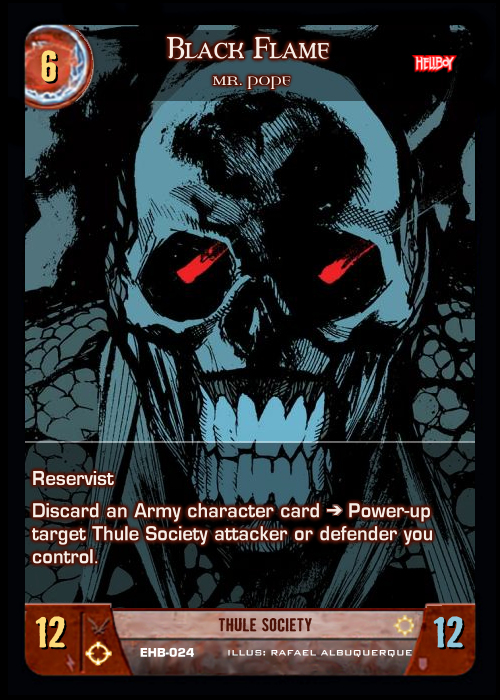 6
Black Flame
HELLBOY
Mr. Pope
Reservist
Discard an Army character card ➔ Power-up
target Thule Society attacker or defender you
control.
12
THULE SOCIETY
12
EHB-024 ILLUS: RAFAEL ALBUQUERQUE